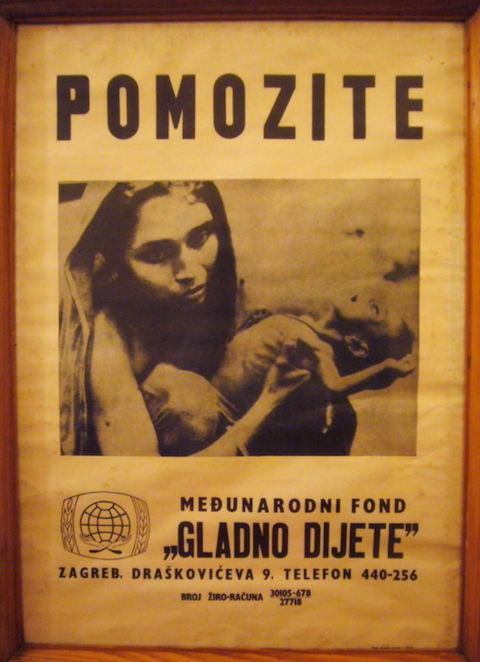 POMOZITE
MEĐUNARODNI FOND
„GLADNO DIJETE”
ZAGREB, DRAŠKOVIĆEVA 9. TELEFON 440-256
BROJ ŽIRO-RAČUNA 30105-678
27718